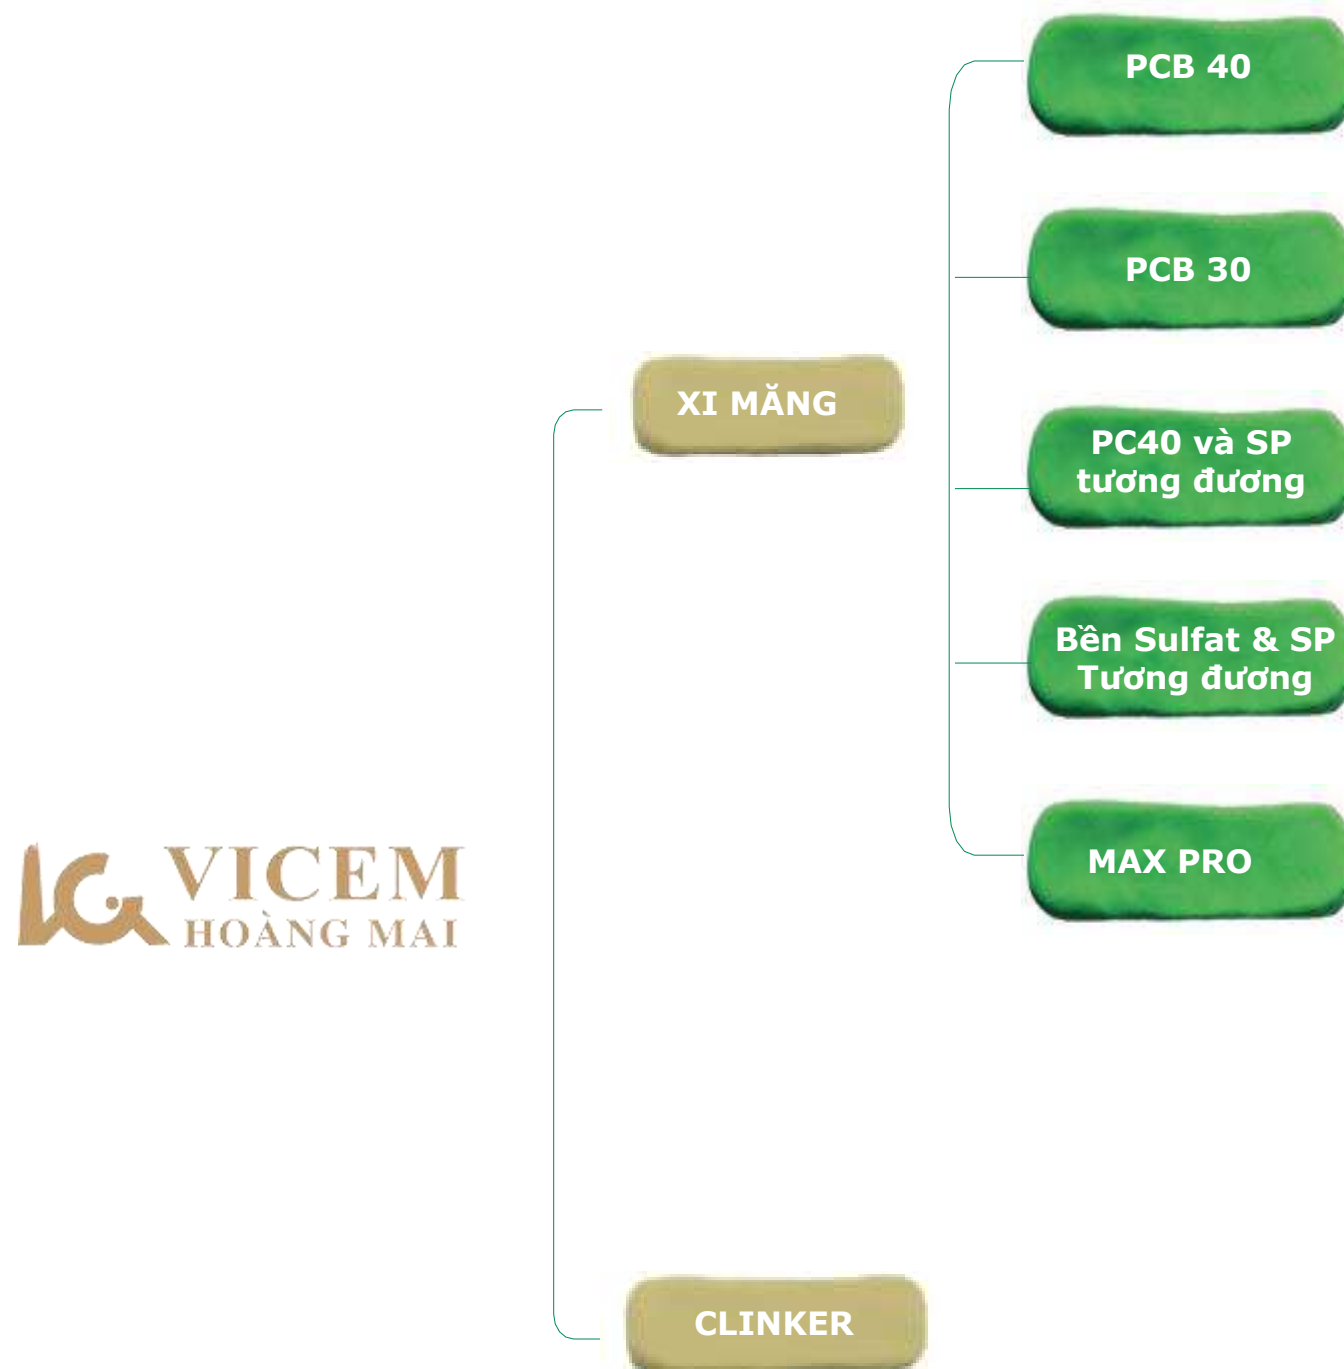 PCB 40
PCB 30
XI MĂNG
PC40 và SP
tương đương
Bền Sulfat & SP
Tương đương
MAX PRO
VICEM
HOÀNG MAI
CLINKER